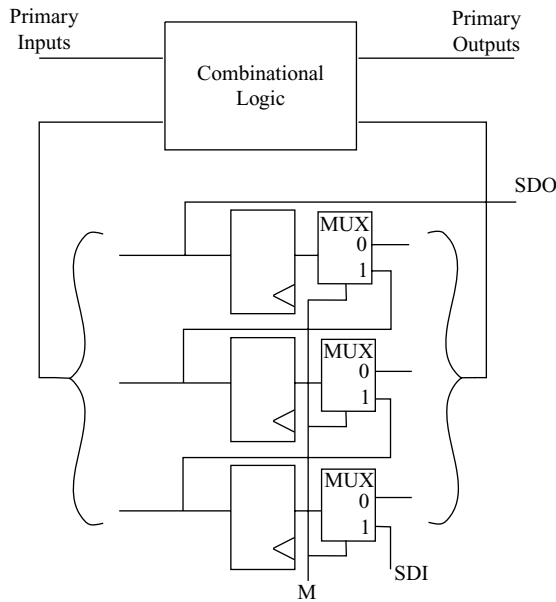 Primary
Inputs
Primary
Outputs
Combinational
Logic
SDO
MUX
0
1
MUX
0
1
MUX
0
1
SDI
M